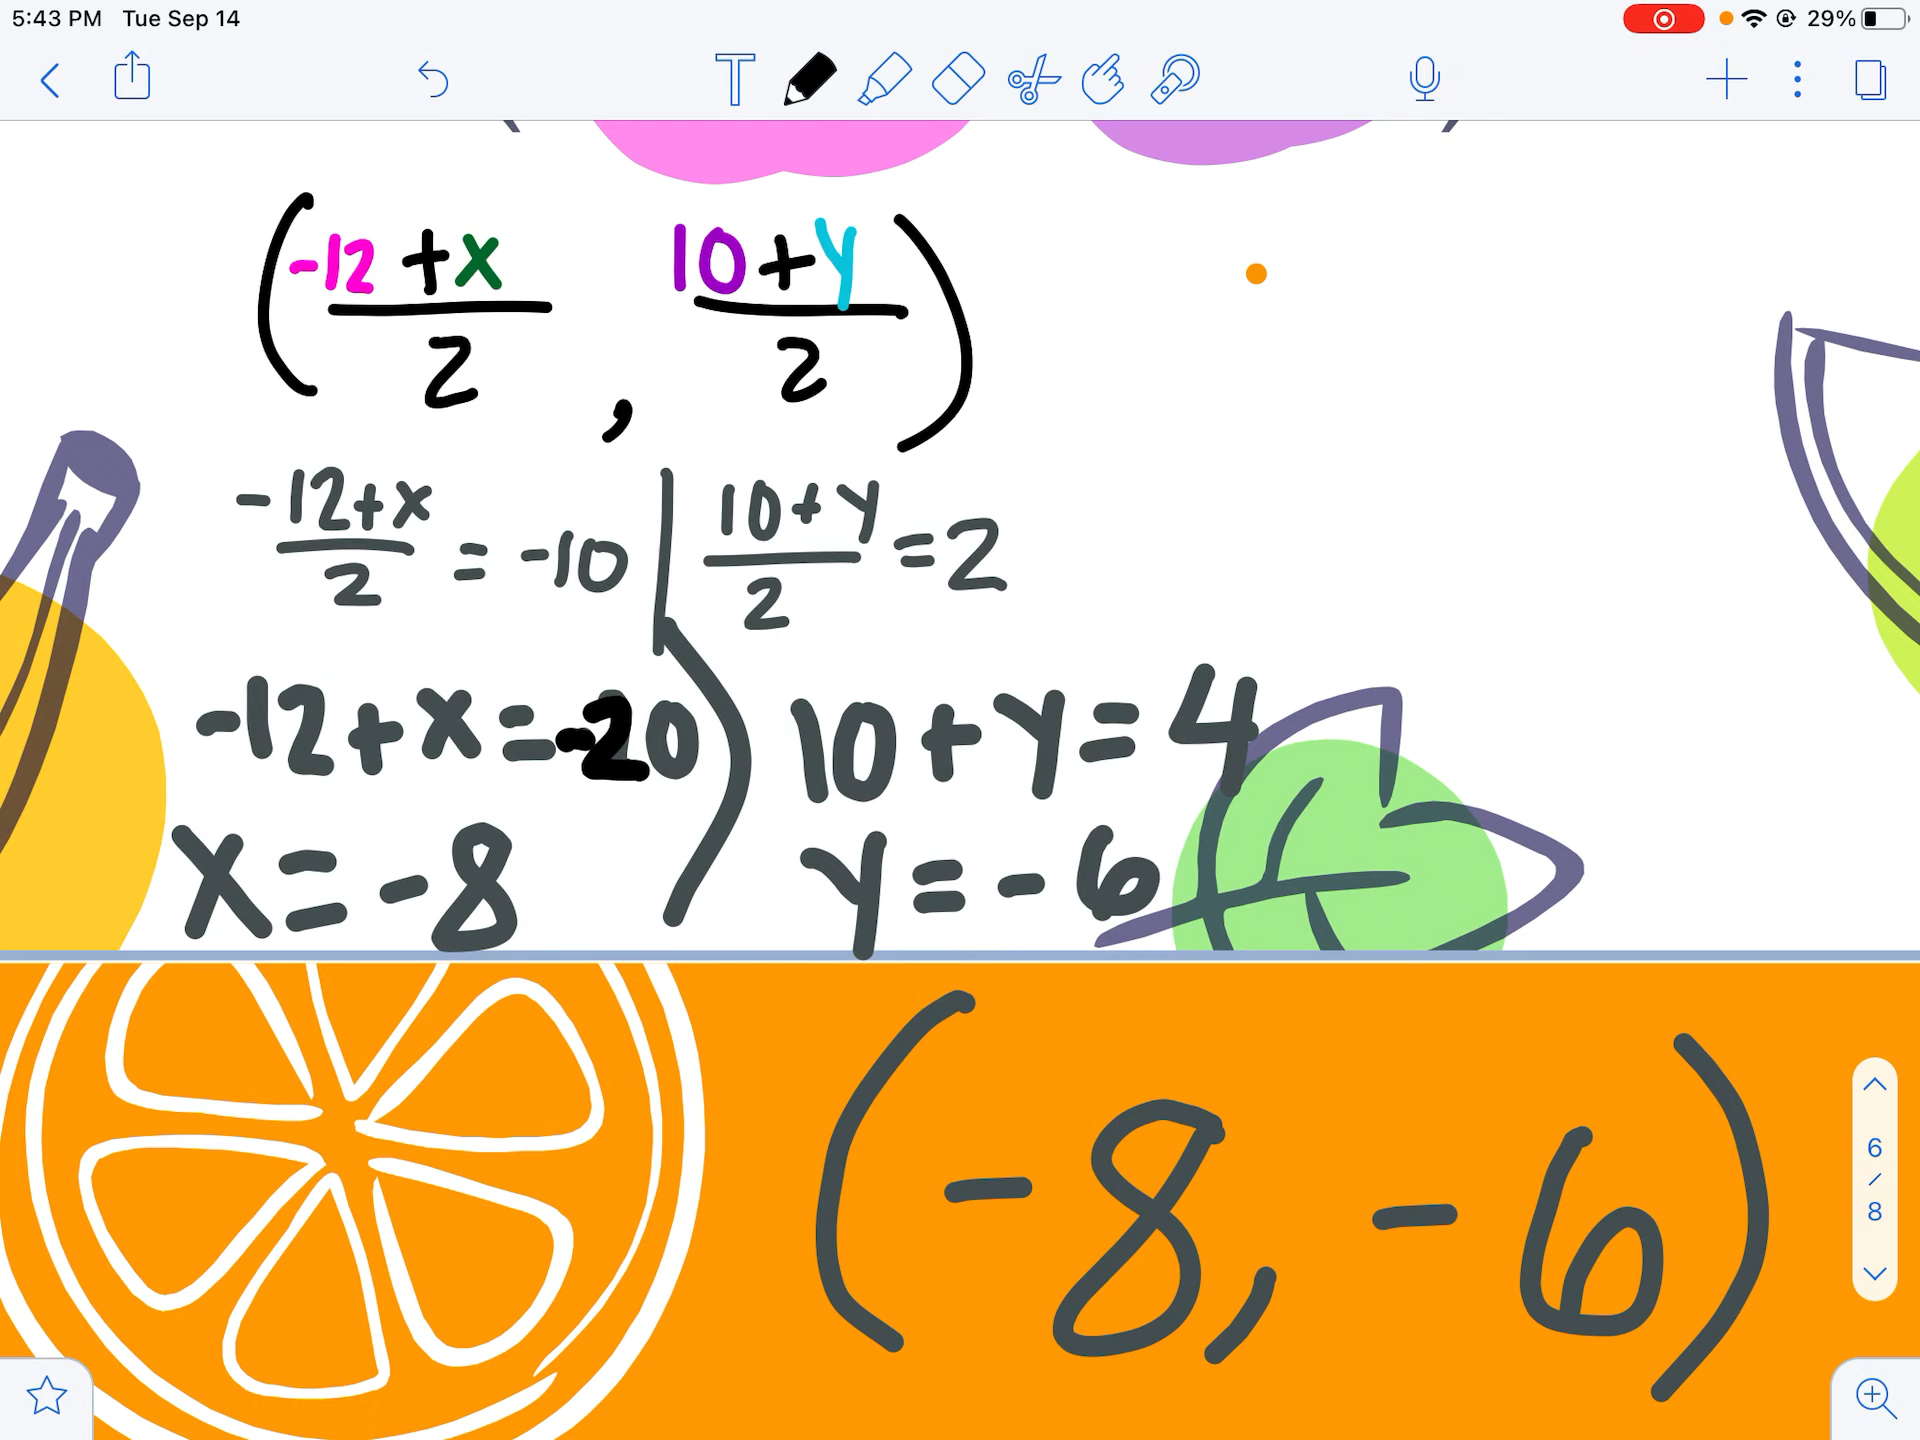 5:43 PM Tue Sep 14 29%
T
( -12 + x / 2 , 10 + y / 2 )
-12+x / 2 = -10 | 10+y / 2 = 2
-12+x=-20 ) 10+y=4
x=-8 y=-6
(-8,-6)
6 / 8